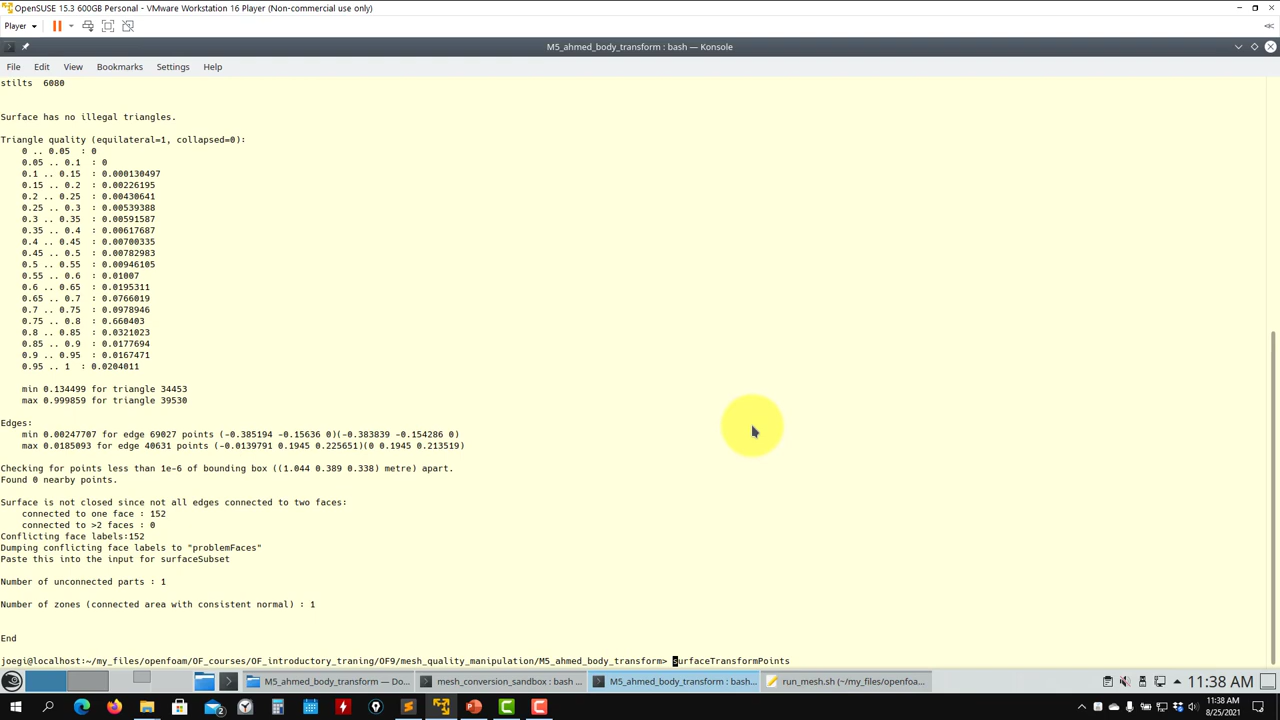 OpenSUSE 15.3 600GB Personal - VMware Workstation 16 Player (Non-commercial use only)
Player
M5_ahmed_body_transform : bash — Konsole
File Edit View Bookmarks Settings Help
stilts 6080
Surface has no illegal triangles.
Triangle quality (equilateral=1, collapsed=0):
0 .. 0.05 : 0
0.05 .. 0.1 : 0
0.1 .. 0.15 : 0.000130497
0.15 .. 0.2 : 0.00226195
0.2 .. 0.25 : 0.00430641
0.25 .. 0.3 : 0.00539388
0.3 .. 0.35 : 0.00591587
0.35 .. 0.4 : 0.00617687
0.4 .. 0.45 : 0.00700335
0.45 .. 0.5 : 0.00782983
0.5 .. 0.55 : 0.00946105
0.55 .. 0.6 : 0.01007
0.6 .. 0.65 : 0.0195311
0.65 .. 0.7 : 0.0766019
0.7 .. 0.75 : 0.0978946
0.75 .. 0.8 : 0.660403
0.8 .. 0.85 : 0.0321023
0.85 .. 0.9 : 0.0177694
0.9 .. 0.95 : 0.0167471
0.95 .. 1 : 0.0204011
min 0.134499 for triangle 34453
max 0.999859 for triangle 39530
Edges:
min 0.00247707 for edge 69027 points (-0.385194 -0.15636 0)(-0.383839 -0.154286 0)
max 0.0185093 for edge 40631 points (-0.0139791 0.1945 0.225651)(0 0.1945 0.213519)
Checking for points less than 1e-6 of bounding box ((1.044 0.389 0.338) metre) apart.
Found 0 nearby points.
Surface is not closed since not all edges connected to two faces:
connected to one face : 152
connected to >2 faces : 0
Conflicting face labels:152
Dumping conflicting face labels to "problemFaces"
Paste this into the input for surfaceSubset
Number of unconnected parts : 1
Number of zones (connected area with consistent normal) : 1
End
joegi@localhost:~/my_files/openfoam/OF_courses/OF_introductory_traning/OF9/mesh_quality_manipulation/M5_ahmed_body_transform> surfaceTransformPoints
M5_ahmed_body_transform — Do... mesh_conversion_sandbox : bash ... M5_ahmed_body_transform : bash... run_mesh.sh (~/my_files/openfoa... 11:38 AM
11:38 AM
8/25/2021